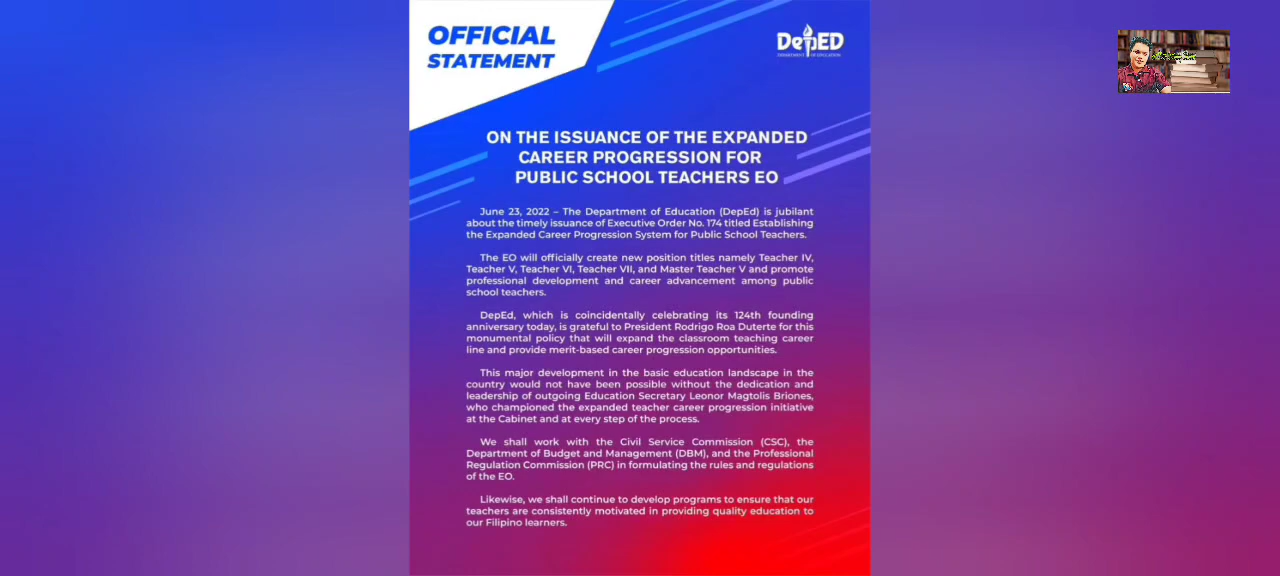 OFFICIAL
STATEMENT
DepED
DEPARTMENT OF EDUCATION
ON THE ISSUANCE OF THE EXPANDED
CAREER PROGRESSION FOR
PUBLIC SCHOOL TEACHERS EO
June 23, 2022 – The Department of Education (DepEd) is jubilant
about the timely issuance of Executive Order No. 174 titled Establishing
the Expanded Career Progression System for Public School Teachers.
The EO will officially create new position titles namely Teacher IV,
Teacher V, Teacher VI, Teacher VII, and Master Teacher V and promote
professional development and career advancement among public
school teachers.
DepEd, which is coincidentally celebrating its 124th founding
anniversary today, is grateful to President Rodrigo Roa Duterte for this
monumental policy that will expand the classroom teaching career
line and provide merit-based career progression opportunities.
This major development in the basic education landscape in the
country would not have been possible without the dedication and
leadership of outgoing Education Secretary Leonor Magtolis Briones,
who championed the expanded teacher career progression initiative
at the Cabinet and at every step of the process.
We shall work with the Civil Service Commission (CSC), the
Department of Budget and Management (DBM), and the Professional
Regulation Commission (PRC) in formulating the rules and regulations
of the EO.
Likewise, we shall continue to develop programs to ensure that our
teachers are consistently motivated in providing quality education to
our Filipino learners.